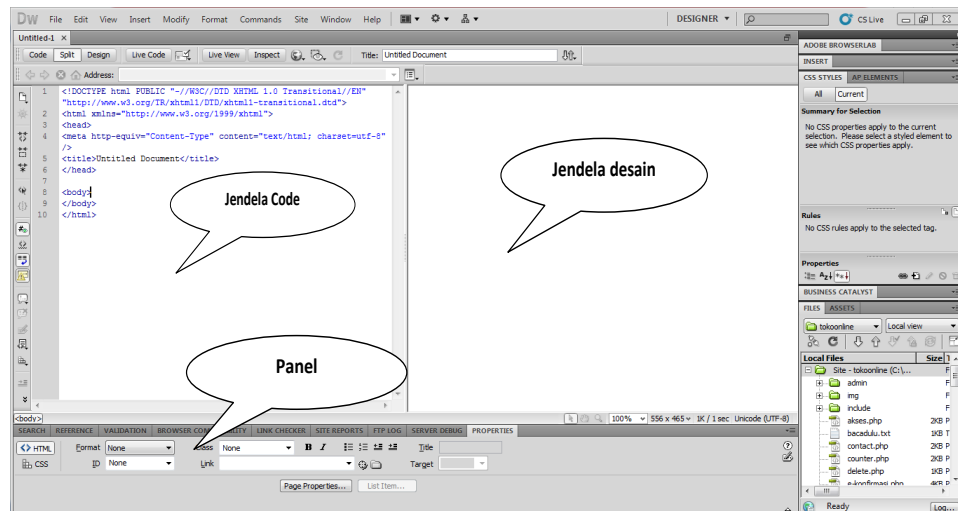 DW File Edit View Insert Modify Format Commands Site Window Help DESIGNER CS Live
Untitled-1 ×
Code Split Design Live Code Live View Inspect Title: Untitled Document
Address:
1 <!DOCTYPE html PUBLIC "-//W3C//DTD XHTML 1.0 Transitional//EN"
"http://www.w3.org/TR/xhtml1/DTD/xhtml1-transitional.dtd">
2 <html xmlns="http://www.w3.org/1999/xhtml">
3 <head>
4 <meta http-equiv="Content-Type" content="text/html; charset=utf-8"
/>
5 <title>Untitled Document</title>
6 </head>
7
8 <body>
9 </body>
10 </html>
Jendela Code
Jendela desain
Panel
<body>
100% 556 x 465 1K / 1 sec Unicode (UTF-8)
SEARCH REFERENCE VALIDATION BROWSER LINK CHECKER SITE REPORTS FTP LOG SERVER DEBUG PROPERTIES
<> HTML Format None Class None B I Title
CSS ID None Link Target
Page Properties... List Item...
ADOBE BROWSERLAB
INSERT
CSS STYLES AP ELEMENTS
All Current
Summary for Selection
No CSS properties apply to the current
selection. Please select a styled element to
see which CSS properties apply.
Rules
No CSS rules apply to the selected tag.
Properties
BUSINESS CATALYST
FILES ASSETS
tokoonline Local view
Local Files Size
Site - tokoonline (C:\... F
admin F
img F
include F
akses.php 2KB P
bacadulu.txt 1KB T
contact.php 2KB P
counter.php 2KB P
delete.php 1KB P
e-konfirmasi.php 4KB P
Ready Log...